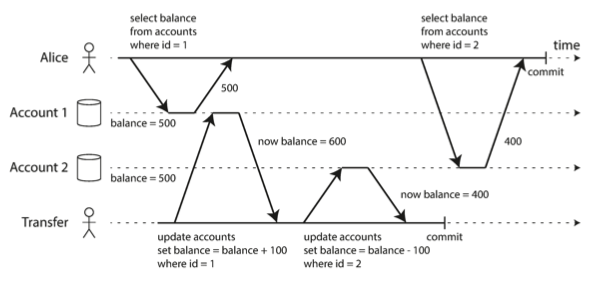 select balance
from accounts
where id = 1
select balance
from accounts
where id = 2
time
Alice
commit
500
Account 1
balance = 500
now balance = 600
400
Account 2
balance = 500
now balance = 400
Transfer
update accounts
set balance = balance + 100
where id = 1
update accounts
set balance = balance - 100
where id = 2
commit